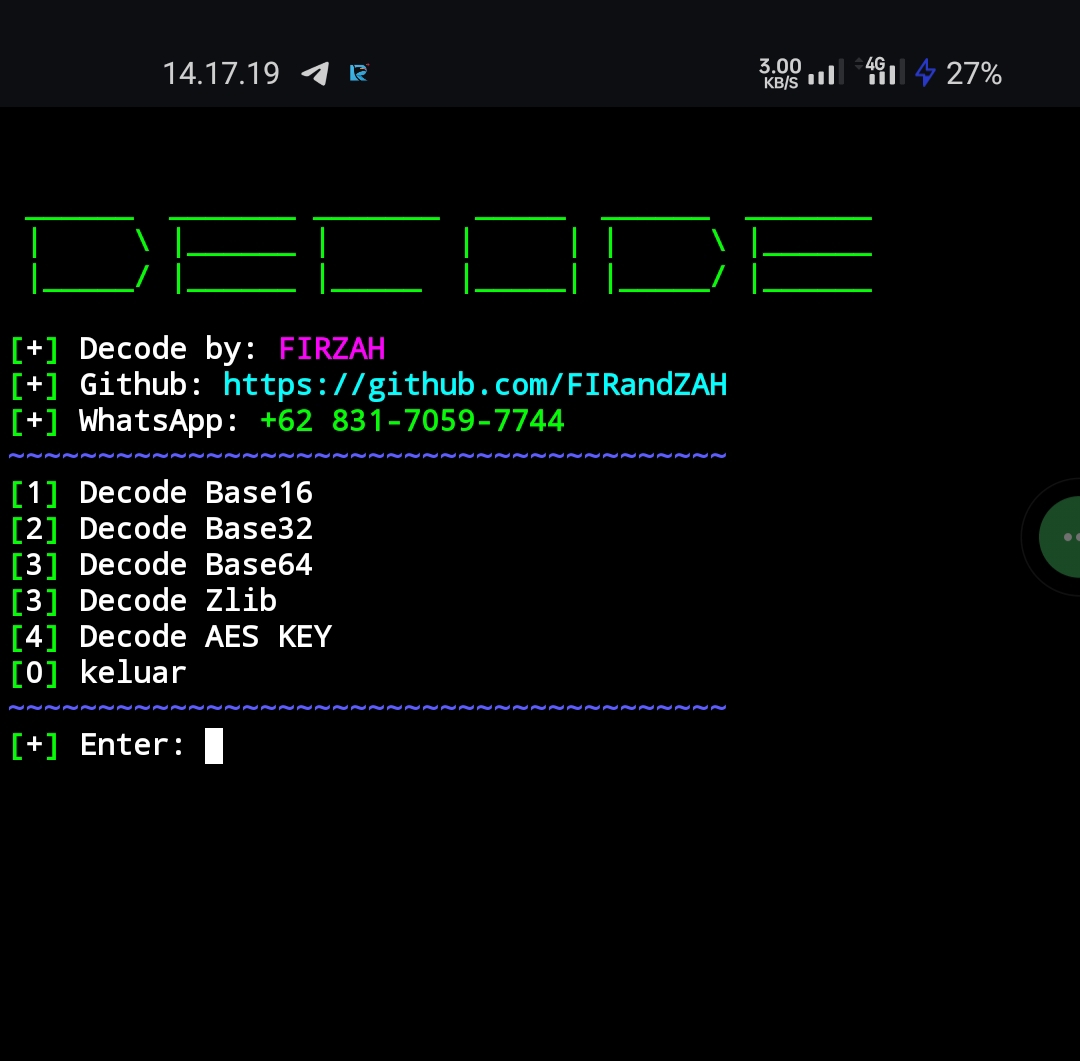 14.17.19 3.00 KB/S 4G 27%
DECODE
[+] Decode by: FIRZAH
[+] Github: https://github.com/FIRandZAH
[+] WhatsApp: +62 831-7059-7744
~~~~~~~~~~~~~~~~~~~~~~~~~~~~~~~~~~~~~~~~
[1] Decode Base16
[2] Decode Base32
[3] Decode Base64
[3] Decode Zlib
[4] Decode AES KEY
[0] keluar
~~~~~~~~~~~~~~~~~~~~~~~~~~~~~~~~~~~~~~~~
[+] Enter: